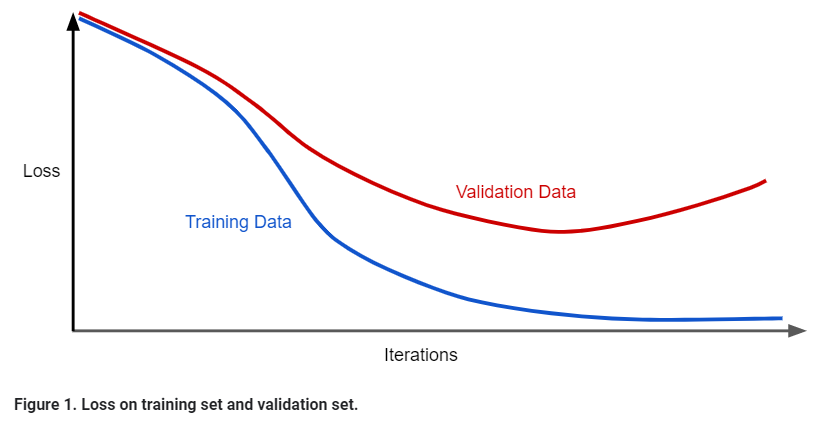 Loss
Validation Data
Training Data
Iterations
Figure 1. Loss on training set and validation set.